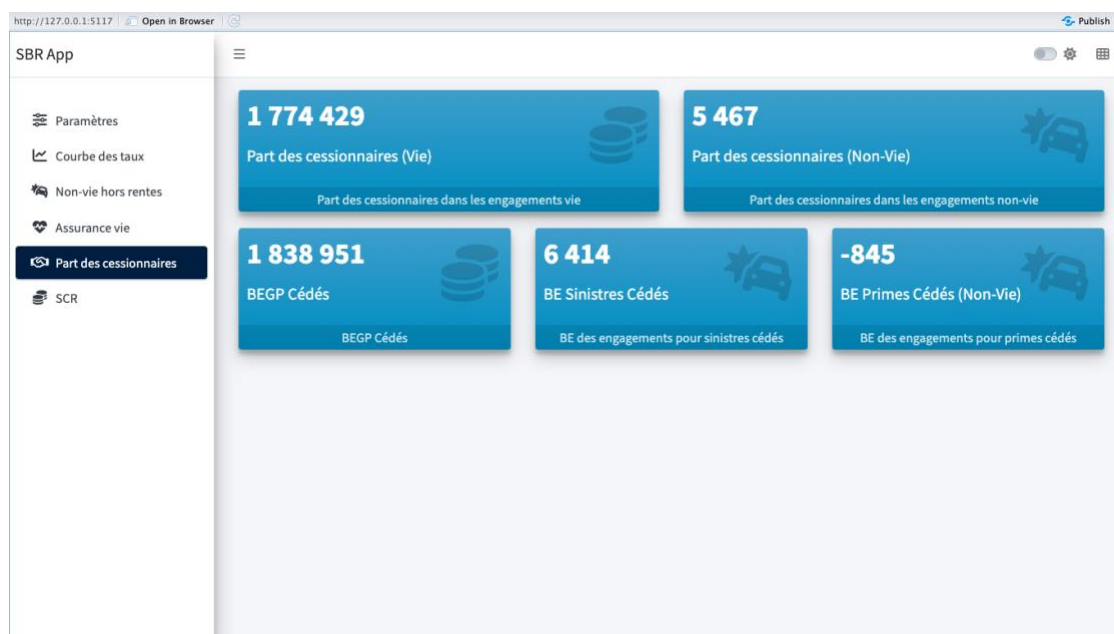 http://127.0.0.1:5117 Open in Browser Publish
SBR App
Paramètres
Courbe des taux
Non-vie hors rentes
Assurance vie
Part des cessionnaires
SCR
1 774 429
Part des cessionnaires (Vie)
Part des cessionnaires dans les engagements vie
5 467
Part des cessionnaires (Non-Vie)
Part des cessionnaires dans les engagements non-vie
1 838 951
BEGP Cédés
BEGP Cédés
6 414
BE Sinistres Cédés
BE des engagements pour sinistres cédés
-845
BE Primes Cédés (Non-Vie)
BE des engagements pour primes cédés